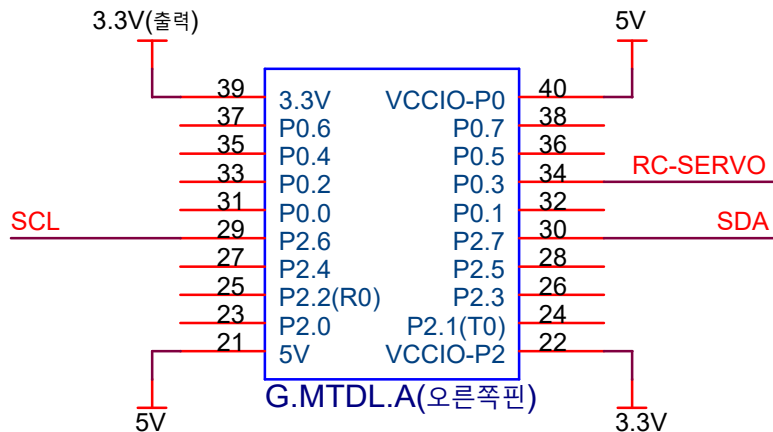 3.3V(출력) 5V
39 3.3V VCCIO-P0 40
37 P0.6 P0.7 38
35 P0.4 P0.5 36
33 P0.2 P0.3 34 RC-SERVO
31 P0.0 P0.1 32
SCL 29 P2.6 P2.7 30 SDA
27 P2.4 P2.5 28
25 P2.2(R0) P2.3 26
23 P2.0 P2.1(T0) 24
21 5V VCCIO-P2 22
G.MTDL.A(오른쪽핀)
5V 3.3V